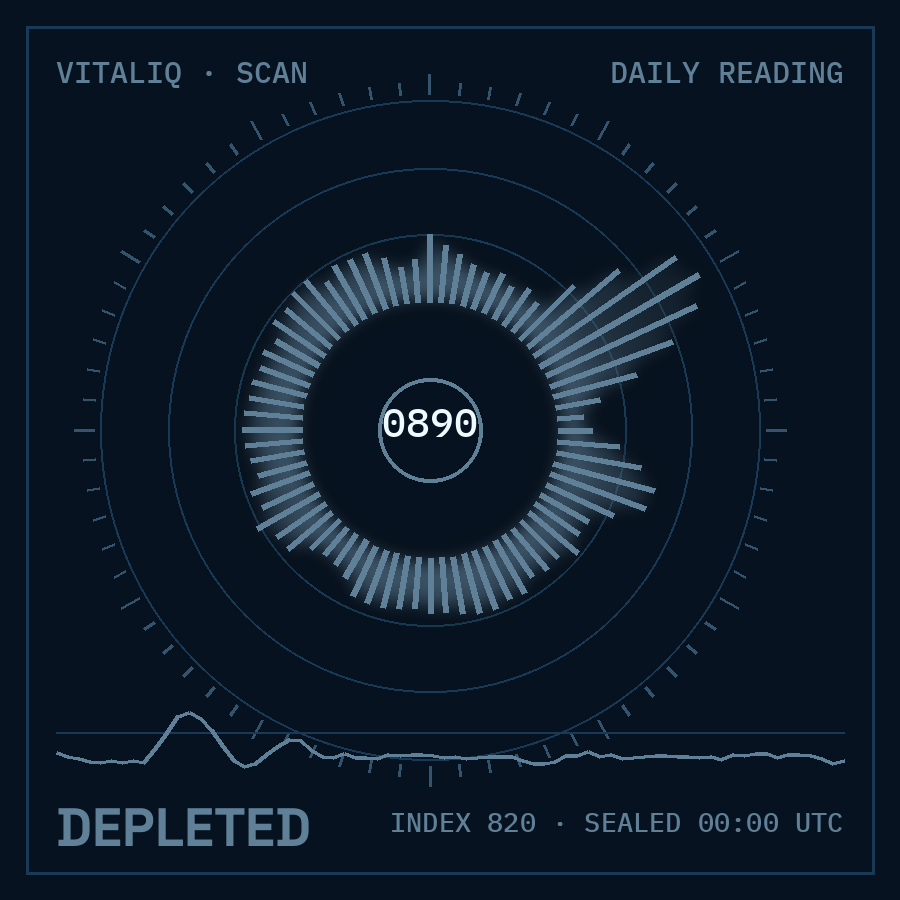 VITALIQ · SCAN
DAILY READING
0890
DEPLETED
INDEX 820 · SEALED 00:00 UTC